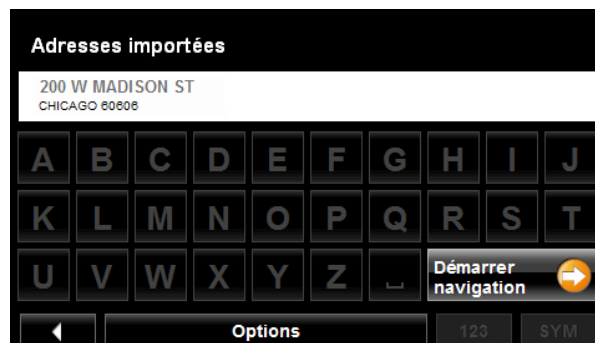 Adresses importées
200 W MADISON ST
CHICAGO 60606
A B C D E F G H I J
K L M N O P Q R S T
U V W X Y Z
Démarrer
navigation
Options 123 SYM